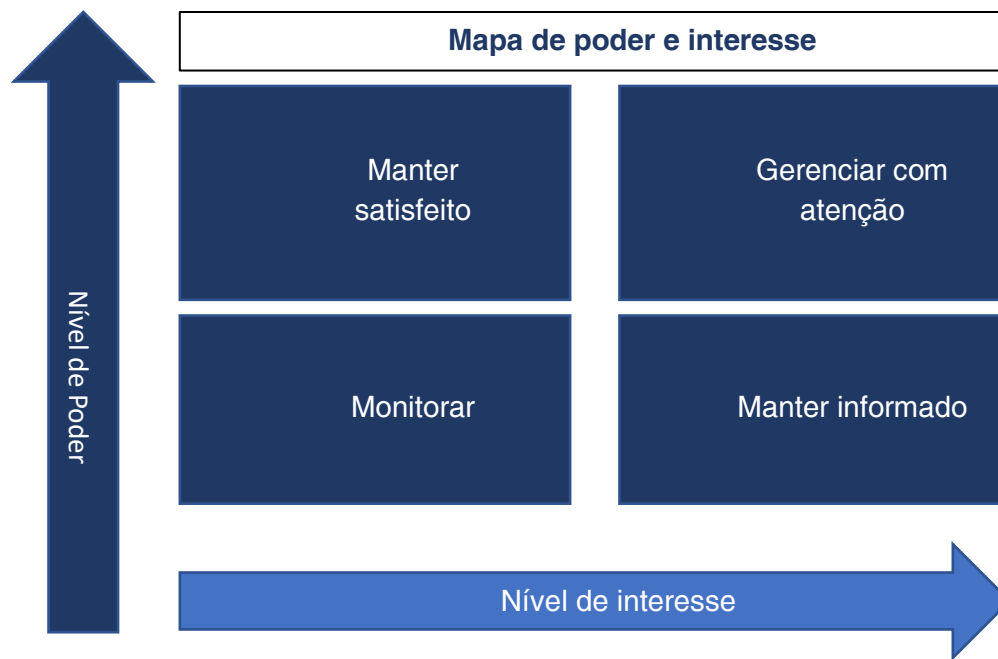 Mapa de poder e interesse
Manter
satisfeito
Gerenciar com
atenção
Nível de Poder
Monitorar
Manter informado
Nível de interesse